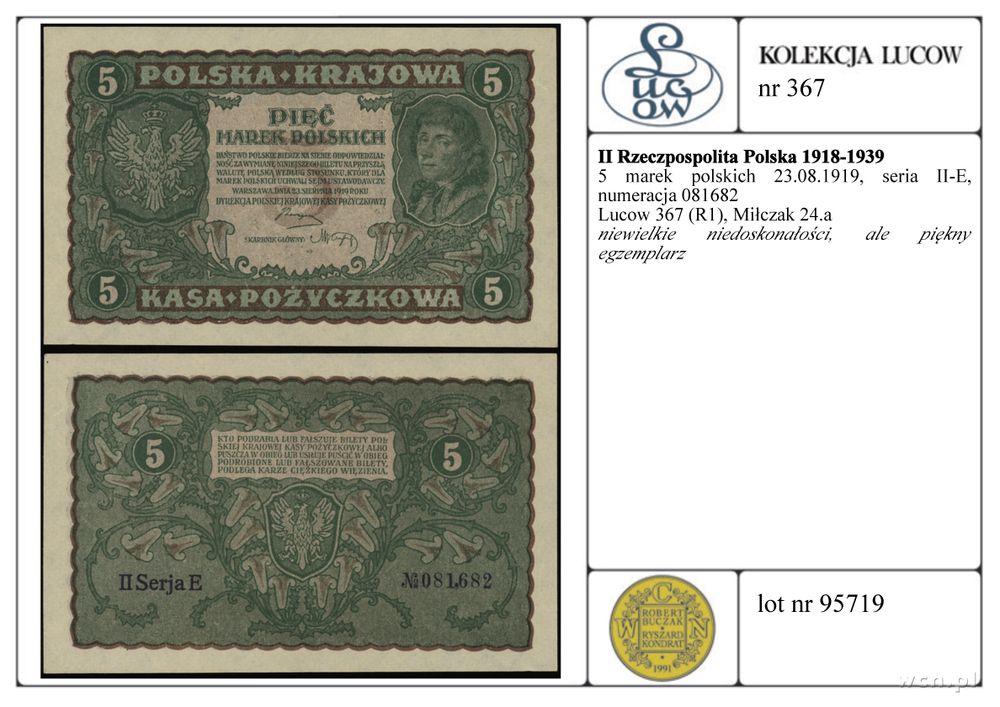 5 POLSKA·KRAJOWA 5
PIĘĆ
MAREK POLSKICH
PAŃSTWO POLSKIE BIERZE NA SIEBIE ODPOWIEDZIAL-
NOŚĆ ZA WYMIANĘ NINIEJSZEGO BILETU NA PRZYSZŁĄ
WALUTĘ POLSKĄ WEDŁUG STOSUNKU, KTÓRY DLA
MAREK POLSKICH UCHWALI SEJM USTAWODAWCZY.
WARSZAWA, DNIA 23 SIERPNIA 1919 ROKU
DYREKCJA POLSKIEJ KRAJOWEJ KASY POŻYCZKOWEJ
SKARBNIK GŁÓWNY:
5 KASA·POŻYCZKOWA 5
KTO PODRABIA LUB FAŁSZUJE BILETY POL-
SKIEJ KRAJOWEJ KASY POŻYCZKOWEJ ALBO
PUSZCZA W OBIEG LUB USIŁUJE PUŚCIĆ W OBIEG
PODROBIONE LUB FAŁSZOWANE BILETY,
PODLEGA KARZE CIĘŻKIEGO WIĘZIENIA.
5 5
II Serja E № 081,682
Lucow
KOLEKCJA LUCOW
nr 367
II Rzeczpospolita Polska 1918-1939
5 marek polskich 23.08.1919, seria II-E,
numeracja 081682
Lucow 367 (R1), Miłczak 24.a
niewielkie niedoskonałości, ale piękny
egzemplarz
W C N
ROBERT
BUCZAK
RYSZARD
KONDRAT
1991
lot nr 95719
wcn.pl